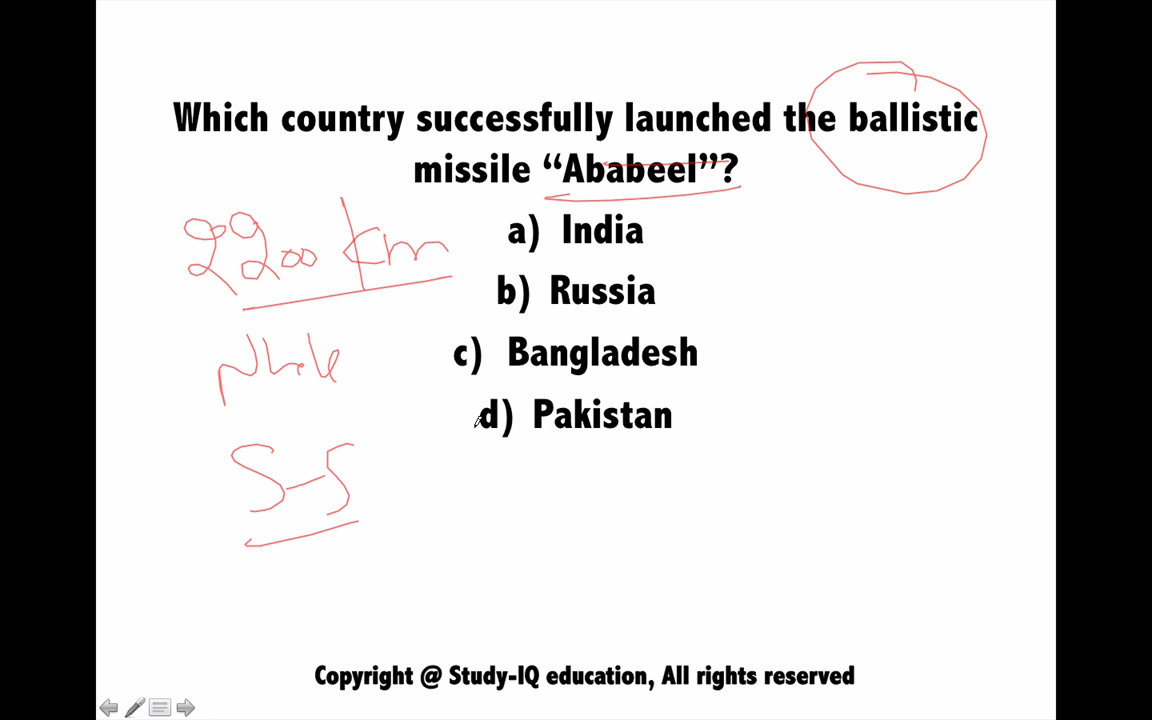 Which country successfully launched the ballistic
missile “Ababeel”?
a) India
b) Russia
c) Bangladesh
d) Pakistan
2200 km
S-S
Copyright @ Study-IQ education, All rights reserved